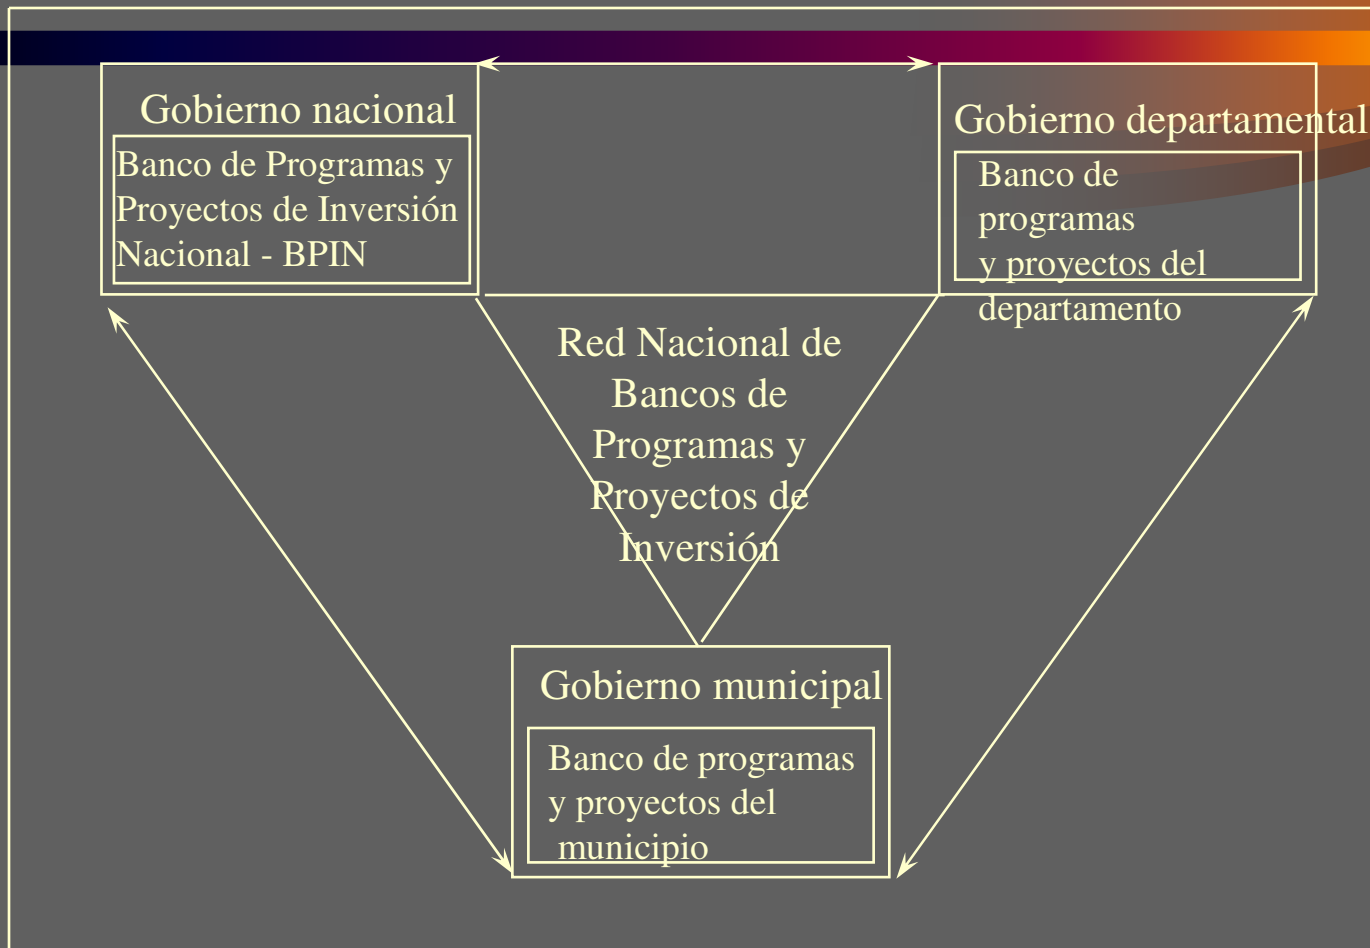 Gobierno nacional
Banco de Programas y
Proyectos de Inversión
Nacional - BPIN
Gobierno departamental
Banco de
programas
y proyectos del
departamento
Red Nacional de
Bancos de
Programas y
Proyectos de
Inversión
Gobierno municipal
Banco de programas
y proyectos del
municipio